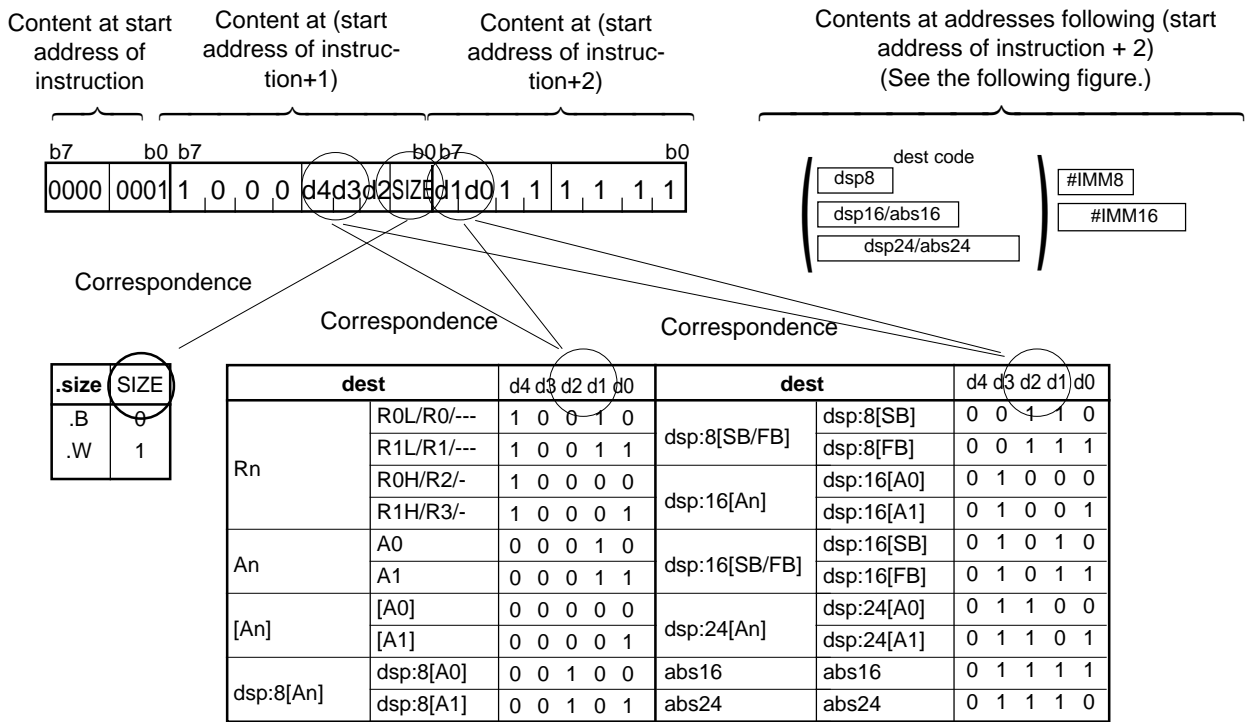 Content at start
address of
instruction
Content at (start
address of instruc-
tion+1)
Content at (start
address of instruc-
tion+2)
Contents at addresses following (start
address of instruction + 2)
(See the following figure.)
b7 b0 b7 b0 b7 b0
0000 0001 1 0 0 0 d4 d3 d2 SIZE d1 d0 1 1 1 1 1 1
dest code
dsp8
dsp16/abs16
dsp24/abs24
#IMM8
#IMM16
Correspondence
Correspondence
Correspondence
.size SIZE
.B 0
.W 1
dest d4 d3 d2 d1 d0 dest d4 d3 d2 d1 d0
Rn R0L/R0/--- 1 0 0 1 0 dsp:8[SB/FB] dsp:8[SB] 0 0 1 1 0
R1L/R1/--- 1 0 0 1 1 dsp:8[FB] 0 0 1 1 1
R0H/R2/- 1 0 0 0 0 dsp:16[An] dsp:16[A0] 0 1 0 0 0
R1H/R3/- 1 0 0 0 1 dsp:16[A1] 0 1 0 0 1
An A0 0 0 0 1 0 dsp:16[SB/FB] dsp:16[SB] 0 1 0 1 0
A1 0 0 0 1 1 dsp:16[FB] 0 1 0 1 1
[An] [A0] 0 0 0 0 0 dsp:24[An] dsp:24[A0] 0 1 1 0 0
[A1] 0 0 0 0 1 dsp:24[A1] 0 1 1 0 1
dsp:8[An] dsp:8[A0] 0 0 1 0 0 abs16 abs16 0 1 1 1 1
dsp:8[A1] 0 0 1 0 1 abs24 abs24 0 1 1 1 0